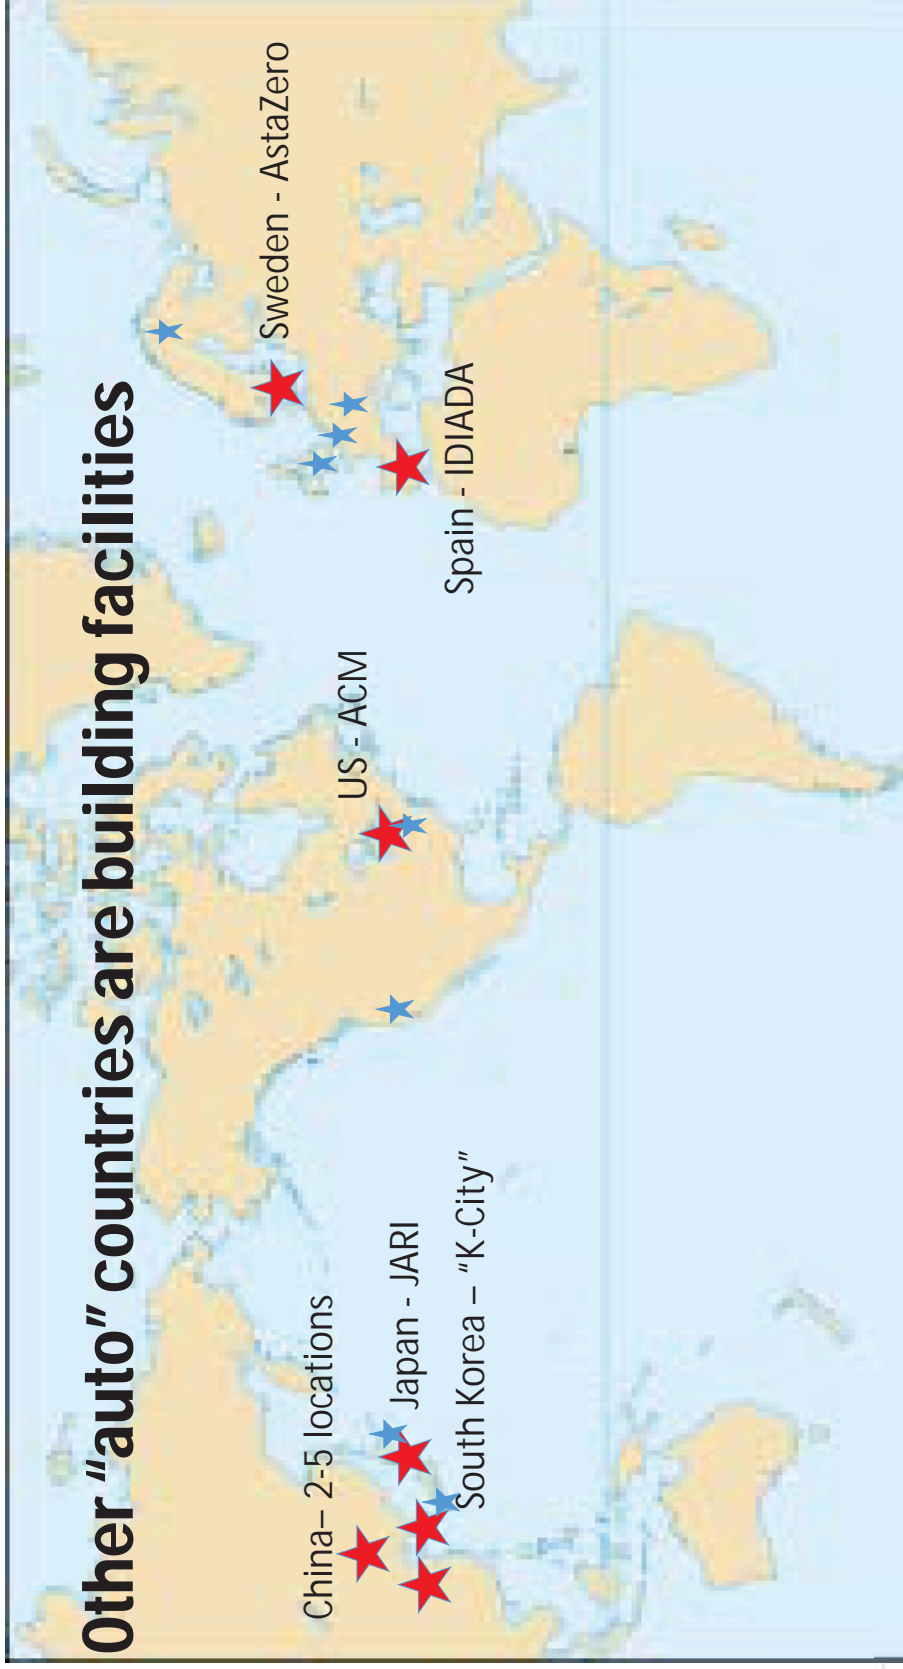 Other “auto” countries are building facilities
Sweden - AstaZero
China– 2-5 locations
US - ACM
Japan - JARI
Spain - IDIADA
South Korea – “K-City”